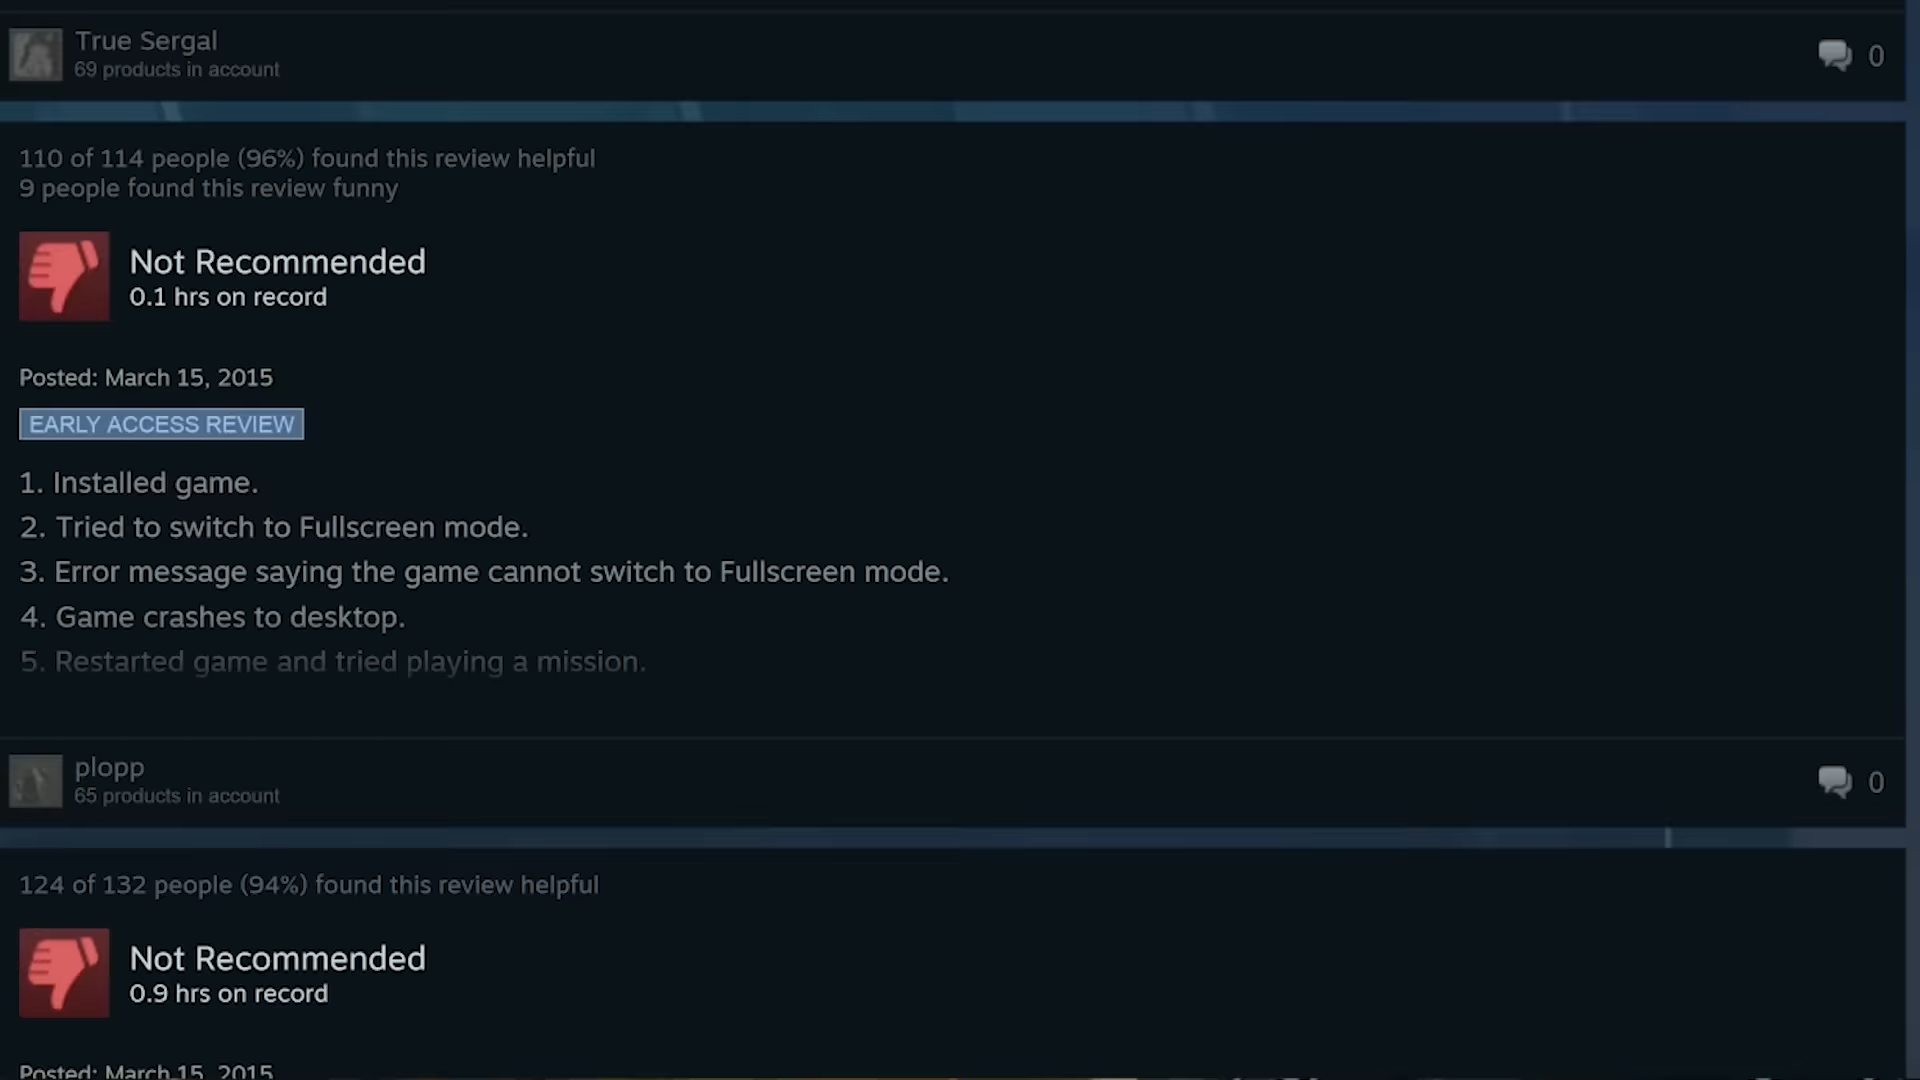 True Sergal
69 products in account
0
110 of 114 people (96%) found this review helpful
9 people found this review funny
Not Recommended
0.1 hrs on record
Posted: March 15, 2015
EARLY ACCESS REVIEW
1. Installed game.
2. Tried to switch to Fullscreen mode.
3. Error message saying the game cannot switch to Fullscreen mode.
4. Game crashes to desktop.
5. Restarted game and tried playing a mission.
plopp
65 products in account
0
124 of 132 people (94%) found this review helpful
Not Recommended
0.9 hrs on record
Posted: March 15, 2015